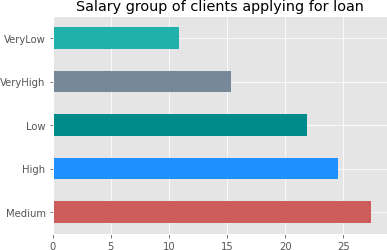 Salary group of clients applying for loan
VeryLow
VeryHigh
Low
High
Medium
0 5 10 15 20 25